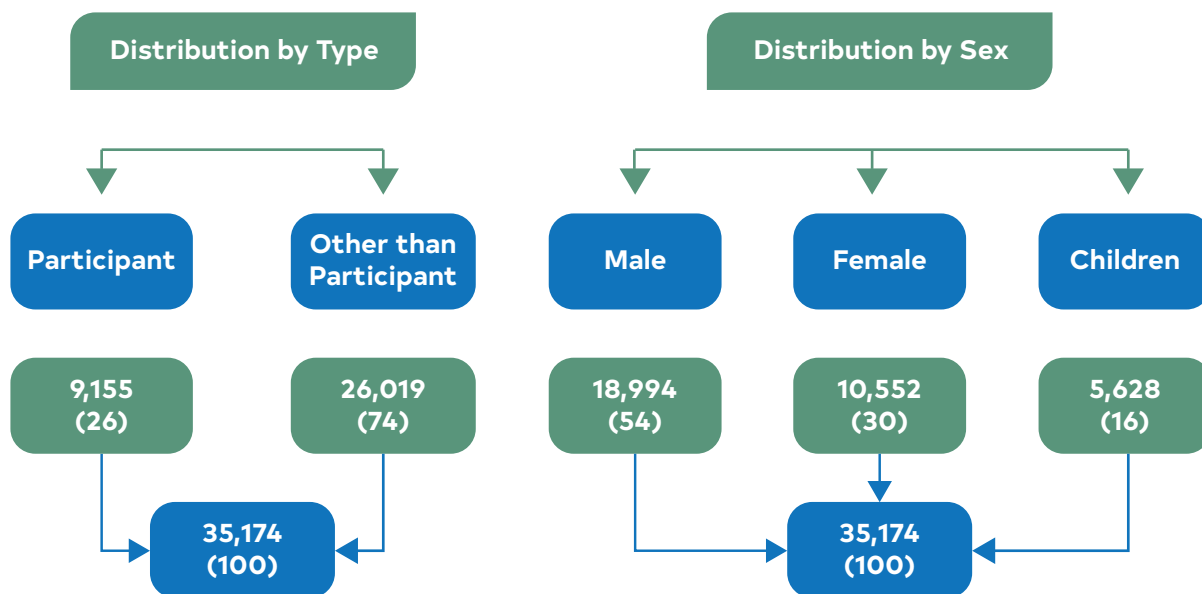 Distribution by Type
Participant
Other than
Participant
9,155
(26)
26,019
(74)
35,174
(100)
Distribution by Sex
Male
Female
Children
18,994
(54)
10,552
(30)
5,628
(16)
35,174
(100)